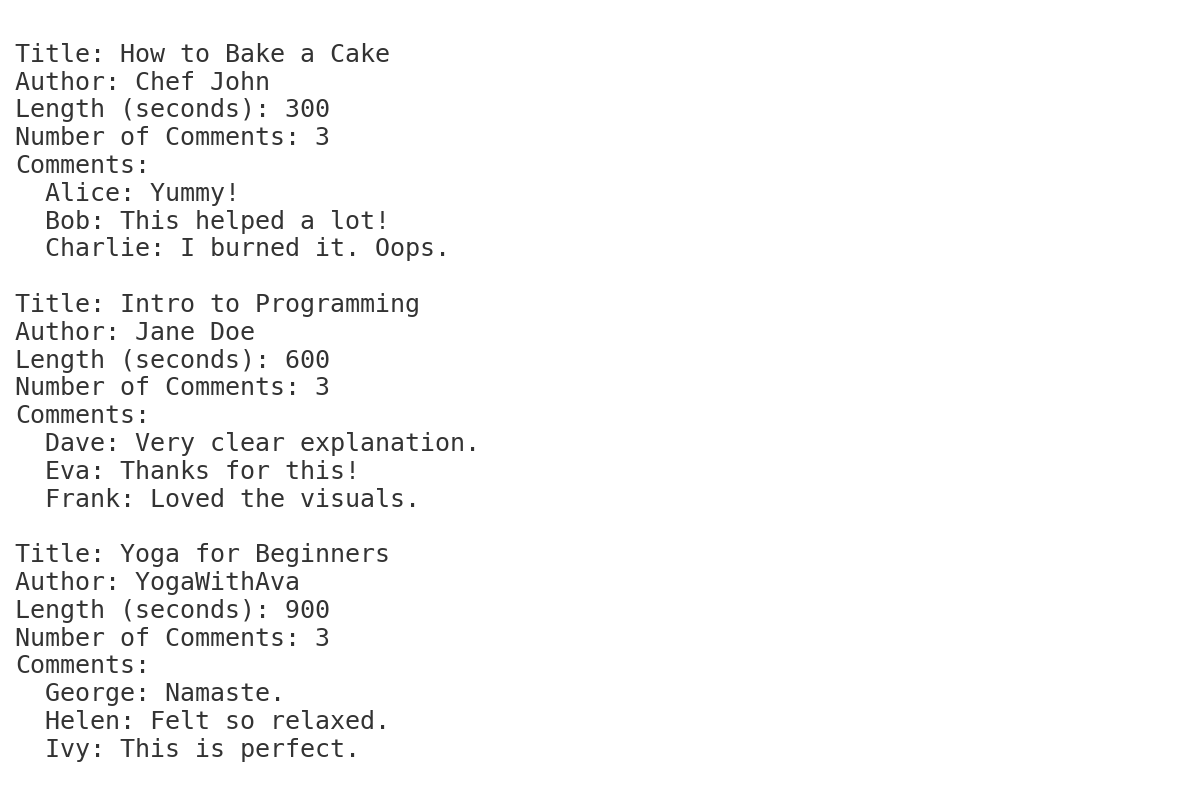 Title: How to Bake a Cake
Author: Chef John
Length (seconds): 300
Number of Comments: 3
Comments:
  Alice: Yummy!
  Bob: This helped a lot!
  Charlie: I burned it. Oops.

Title: Intro to Programming
Author: Jane Doe
Length (seconds): 600
Number of Comments: 3
Comments:
  Dave: Very clear explanation.
  Eva: Thanks for this!
  Frank: Loved the visuals.

Title: Yoga for Beginners
Author: YogaWithAva
Length (seconds): 900
Number of Comments: 3
Comments:
  George: Namaste.
  Helen: Felt so relaxed.
  Ivy: This is perfect.